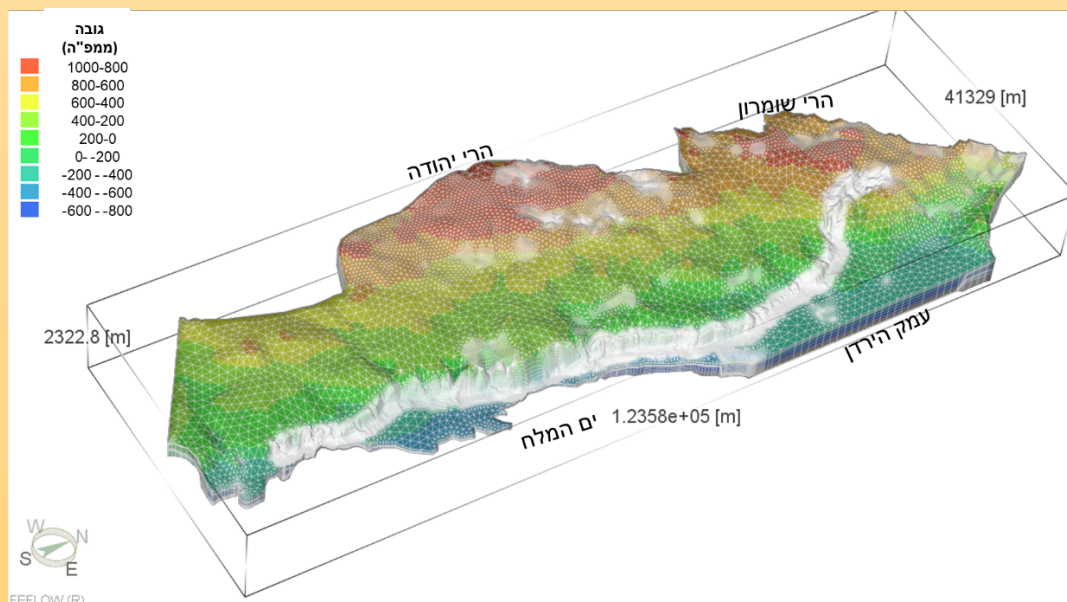 גובה
(ממפ"ה)
1000-800
800-600
600-400
400-200
200-0
0- -200
-200 - -400
-400 - -600
-600 - -800
הרי שומרון
41329 [m]
הרי יהודה
2322.8 [m]
עמק הירדן
1.2358e+05 [m]
ים המלח
W
N
S
E
FEFLOW (R)